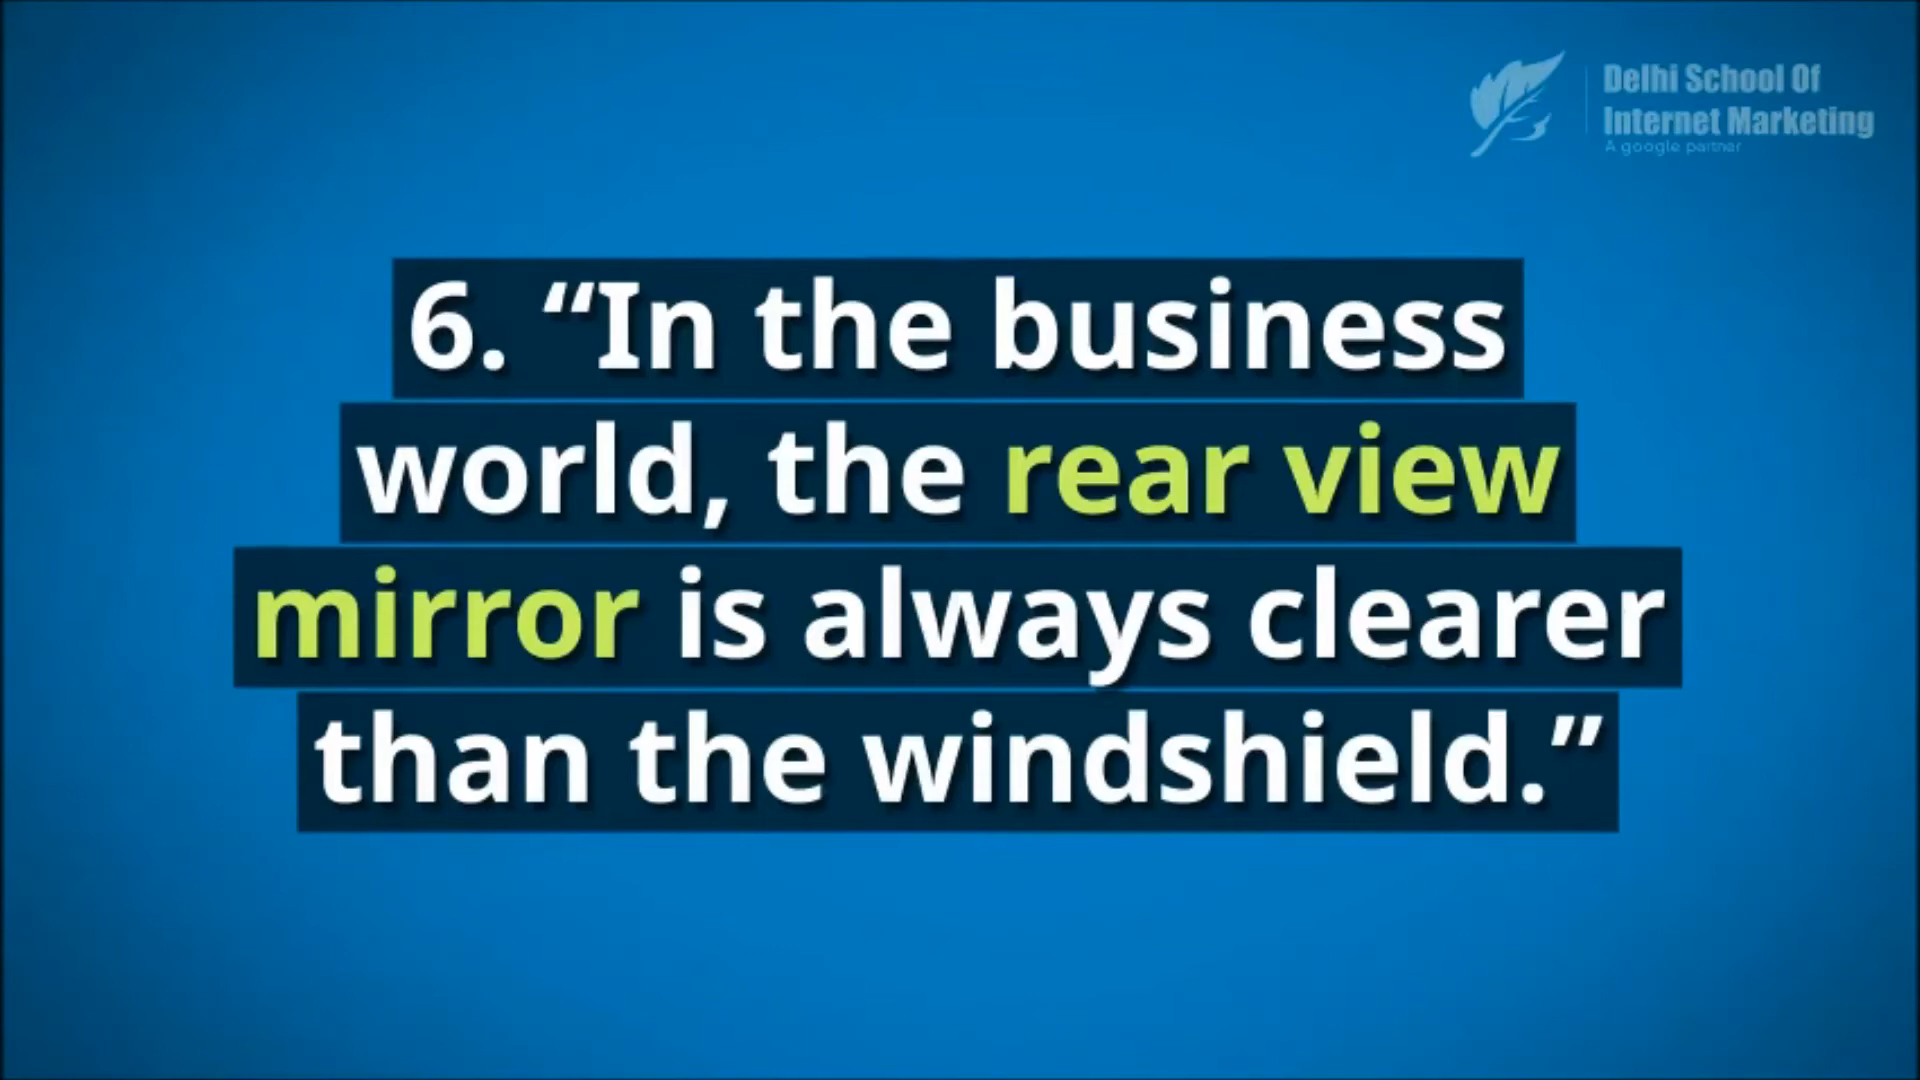 Delhi School Of
Internet Marketing
A google partner
6. “In the business
world, the rear view
mirror is always clearer
than the windshield.”